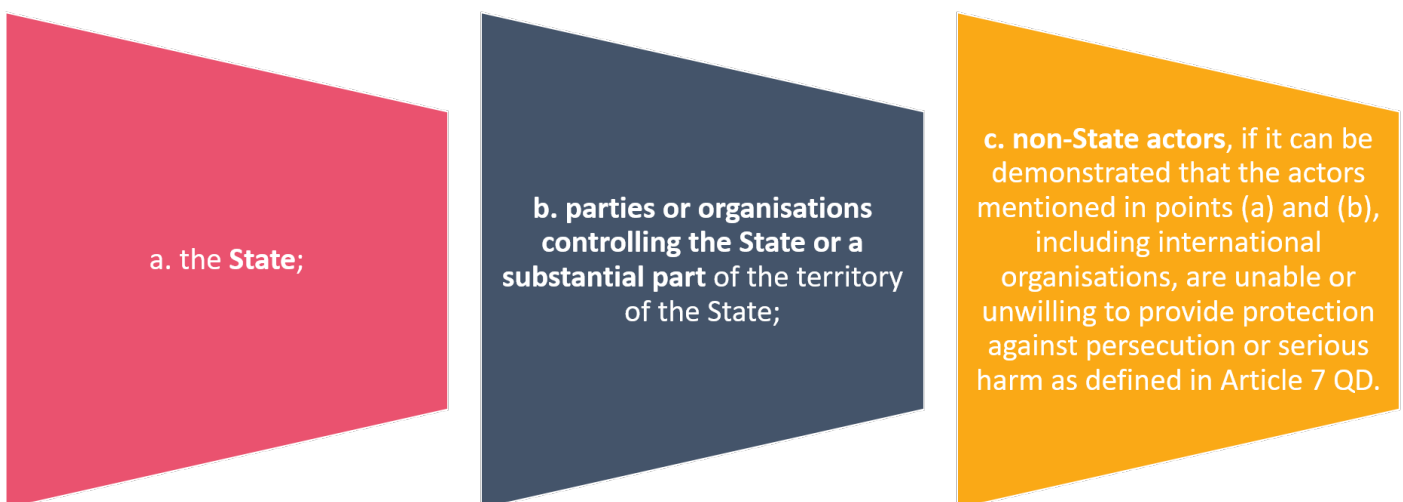 a. the State;
b. parties or organisations
controlling the State or a
substantial part of the territory
of the State;
c. non-State actors, if it can be
demonstrated that the actors
mentioned in points (a) and (b),
including international
organisations, are unable or
unwilling to provide protection
against persecution or serious
harm as defined in Article 7 QD.